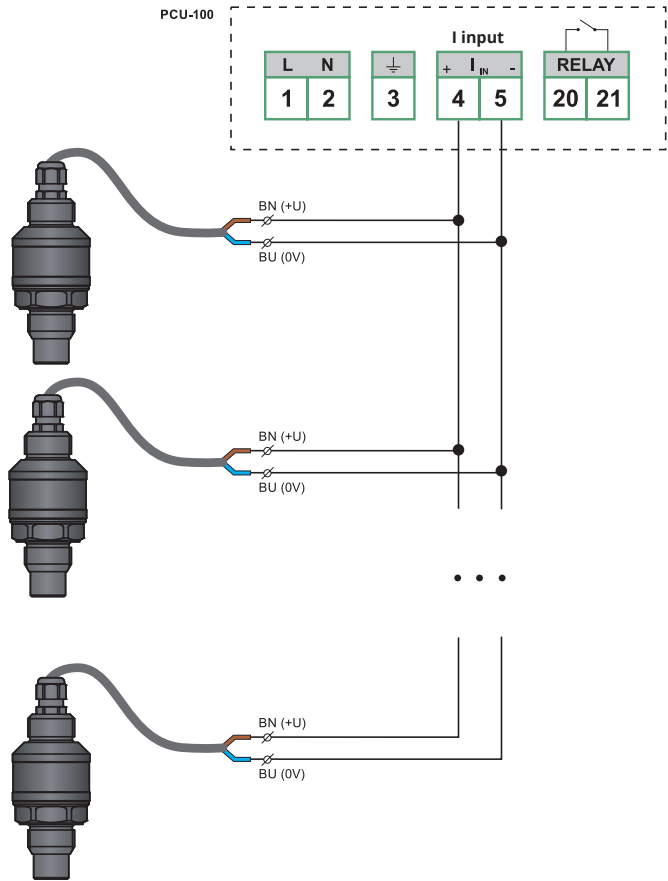 PCU-100
I input
L N
+ I IN -
RELAY
1 2
3
4 5
20 21
BN (+U)
BU (0V)
BN (+U)
BU (0V)
BN (+U)
BU (0V)